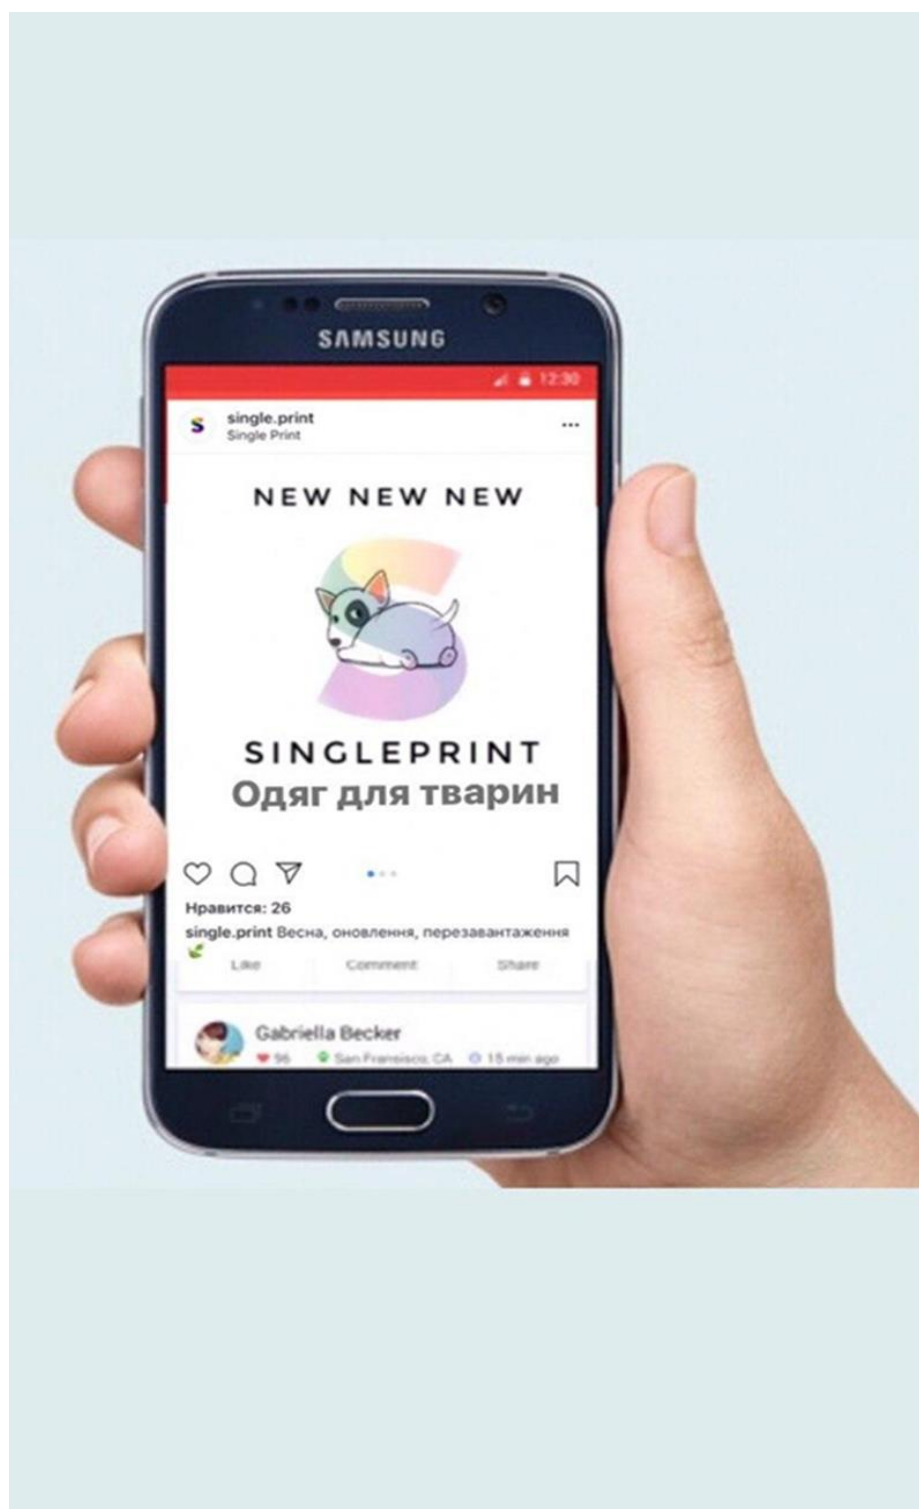 SAMSUNG
12:30
single.print
Single Print
NEW NEW NEW
SINGLEPRINT
Одяг для тварин
Нравится: 26
single.print Весна, оновлення, перезавантаження
Like Comment Share
Gabriella Becker
96 San Fransisco, CA 15 min ago